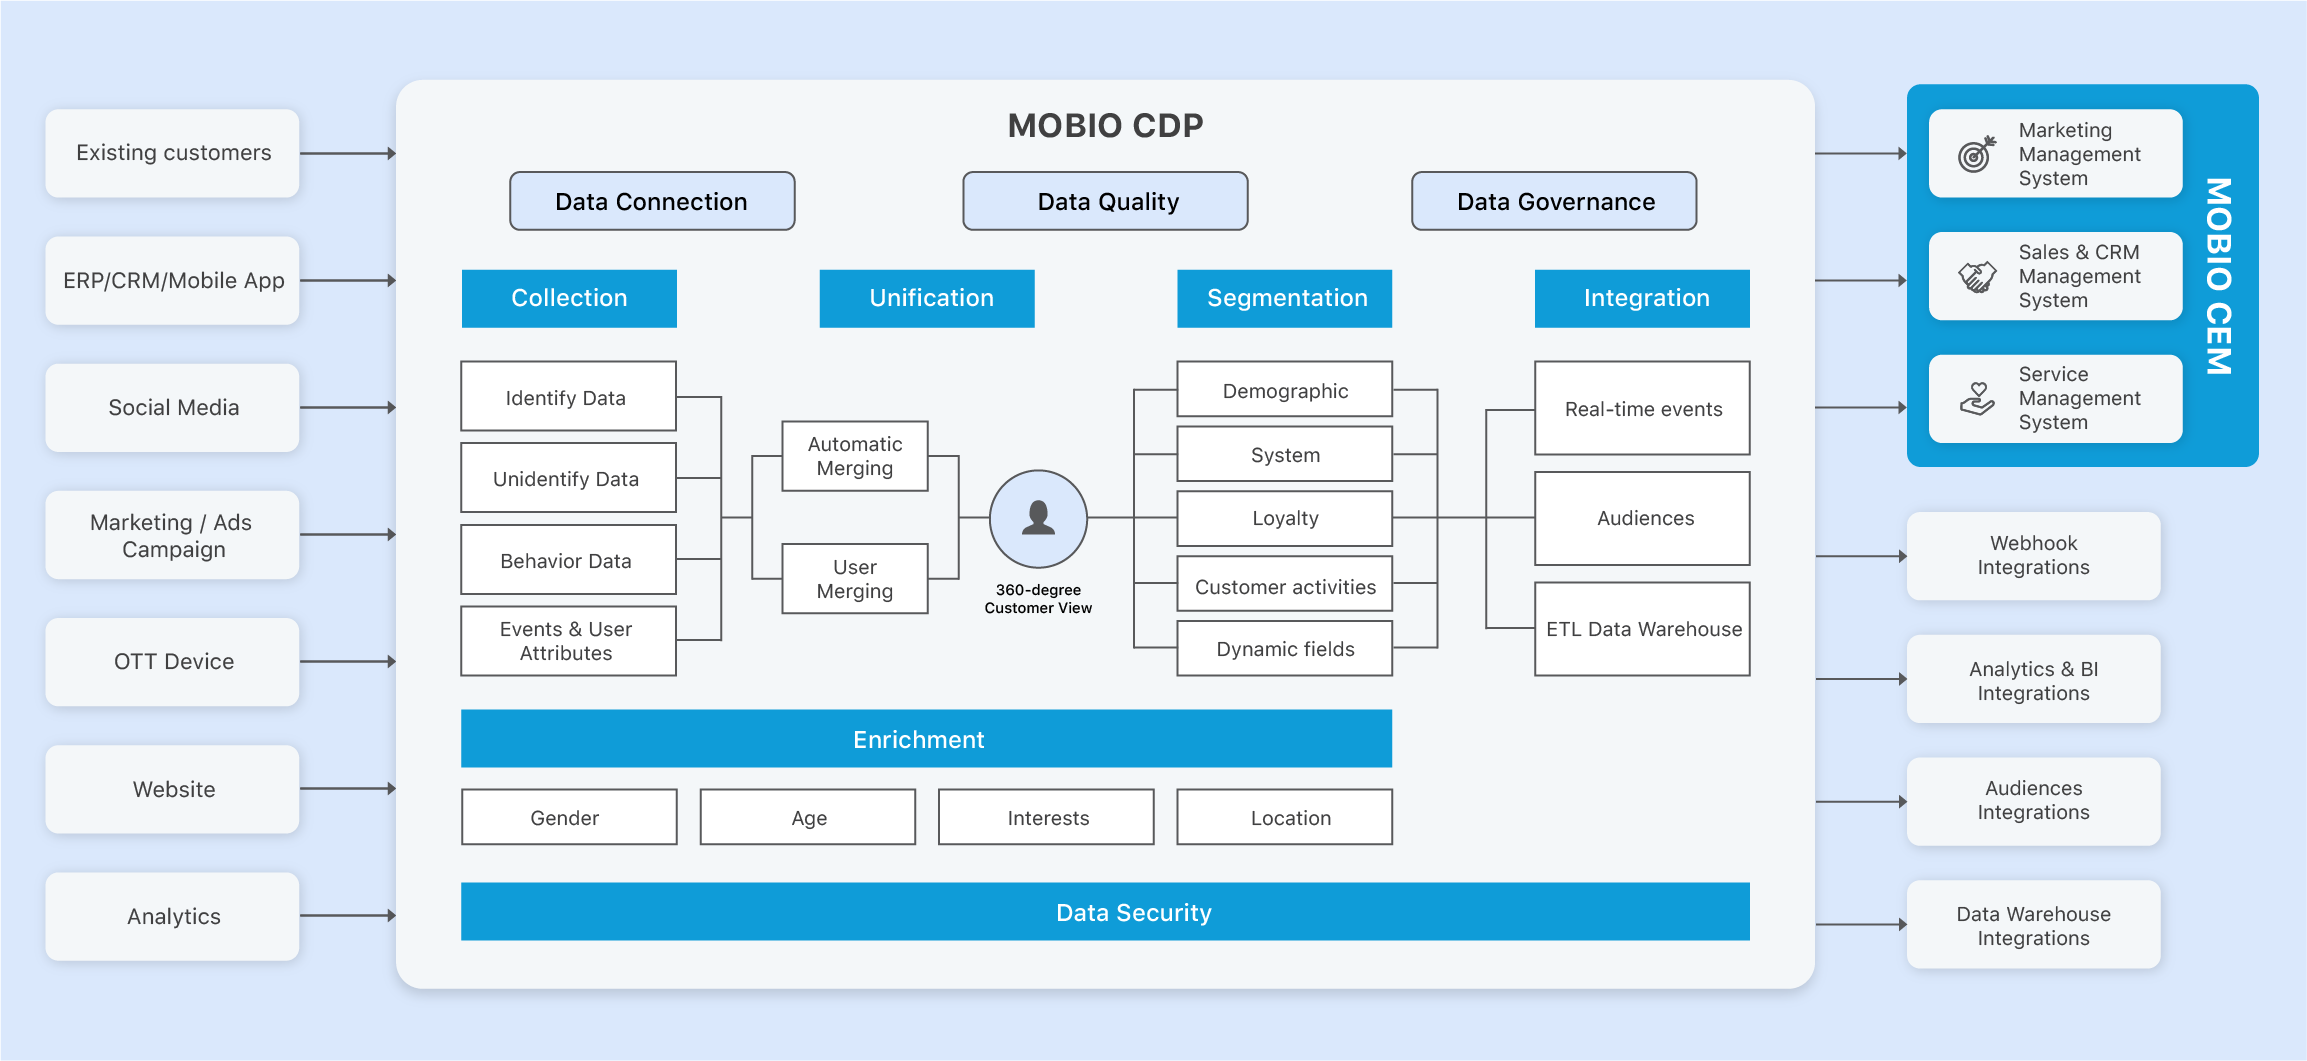 MOBIO CDP
Existing customers
ERP/CRM/Mobile App
Social Media
Marketing / Ads
Campaign
OTT Device
Website
Analytics
Data Connection
Data Quality
Data Governance
Collection
Unification
Segmentation
Integration
Identify Data
Unidentify Data
Behavior Data
Events & User
Attributes
Automatic
Merging
User
Merging
360-degree
Customer View
Demographic
System
Loyalty
Customer activities
Dynamic fields
Real-time events
Audiences
ETL Data Warehouse
Enrichment
Gender
Age
Interests
Location
Data Security
Marketing
Management
System
Sales & CRM
Management
System
Service
Management
System
MOBIO CEM
Webhook
Integrations
Analytics & BI
Integrations
Audiences
Integrations
Data Warehouse
Integrations